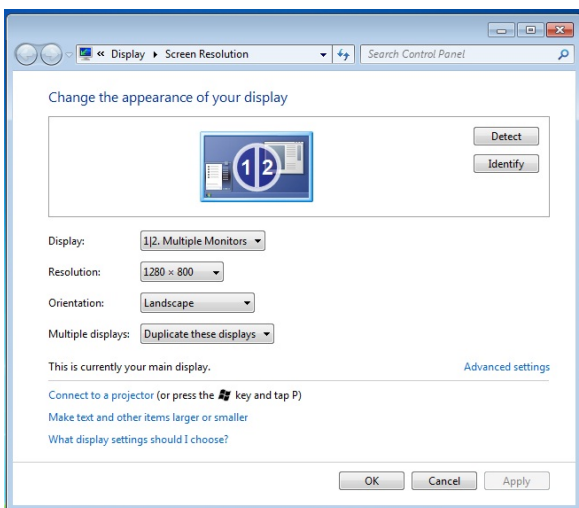 « Display ▸ Screen Resolution
Search Control Panel
Change the appearance of your display
1|2
Detect
Identify
Display: 1|2. Multiple Monitors
Resolution: 1280 × 800
Orientation: Landscape
Multiple displays: Duplicate these displays
This is currently your main display. Advanced settings
Connect to a projector (or press the key and tap P)
Make text and other items larger or smaller
What display settings should I choose?
OK Cancel Apply